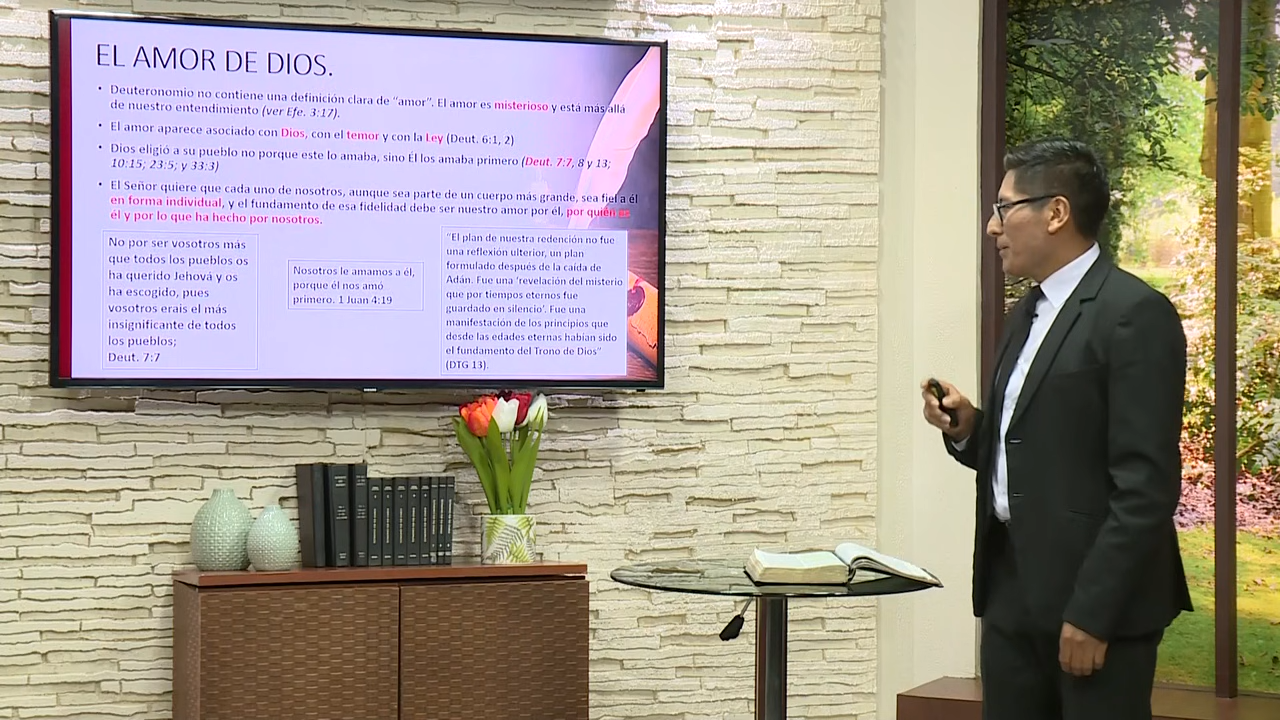 EL AMOR DE DIOS.
• Deuteronomio no contiene una definición clara de “amor”. El amor es misterioso y está más allá
de nuestro entendimiento (ver Efe. 3:17).
• El amor aparece asociado con Dios, con el temor y con la Ley (Deut. 6:1, 2)
• Dios eligió a su pueblo no porque este lo amaba, sino Él los amaba primero (Deut. 7:7, 8 y 13;
10:15; 23:5; y 33:3)
• El Señor quiere que cada uno de nosotros, aunque sea parte de un cuerpo más grande, sea fiel a él
en forma individual, y el fundamento de esa fidelidad debe ser nuestro amor por él, por quién es
él y por lo que ha hecho por nosotros.
No por ser vosotros más
que todos los pueblos os
ha querido Jehová y os
ha escogido, pues
vosotros erais el más
insignificante de todos
los pueblos;
Deut. 7:7
Nosotros le amamos a él,
porque él nos amó
primero. 1 Juan 4:19
“El plan de nuestra redención no fue
una reflexión ulterior, un plan
formulado después de la caída de
Adán. Fue una ‘revelación del misterio
que por tiempos eternos fue
guardado en silencio’. Fue una
manifestación de los principios que
desde las edades eternas habían sido
el fundamento del Trono de Dios”
(DTG 13).